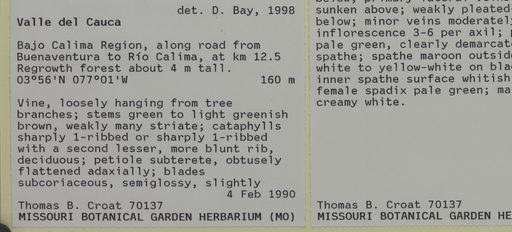 det. D. Bay, 1998
Valle del Cauca
Bajo Calima Region, along road from
Buenaventura to Río Calima, at km 12.5
Regrowth forest about 4 m tall.
03°56'N 077°01'W 160 m
Vine, loosely hanging from tree
branches; stems green to light greenish
brown, weakly many striate; cataphylls
sharply 1-ribbed or sharply 1-ribbed
with a second lesser, more blunt rib,
deciduous; petiole subterete, obtusely
flattened adaxially; blades
subcoriaceous, semiglossy, slightly
4 Feb 1990
Thomas B. Croat 70137
MISSOURI BOTANICAL GARDEN HERBARIUM (MO)
sunken above; weakly pleated
below; minor veins moderatel
inflorescence 3-6 per axil;
pale green, clearly demarcat
spathe; spathe maroon outsid
white to yellow-white on bla
inner spathe surface whitish
female spadix pale green; ma
creamy white.
Thomas B. Croat 70137
MISSOURI BOTANICAL GARDEN HE